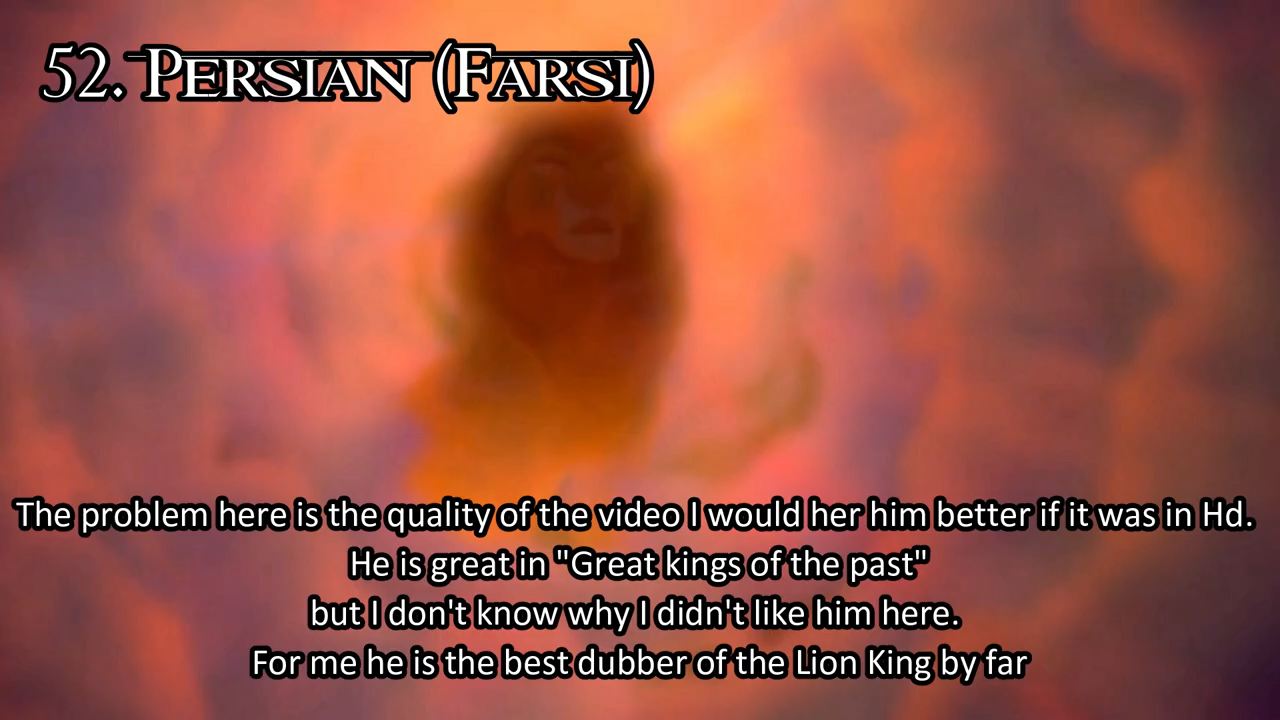 52. Persian (Farsi)
The problem here is the quality of the video I would her him better if it was in Hd.
He is great in "Great kings of the past"
but I don't know why I didn't like him here.
For me he is the best dubber of the Lion King by far